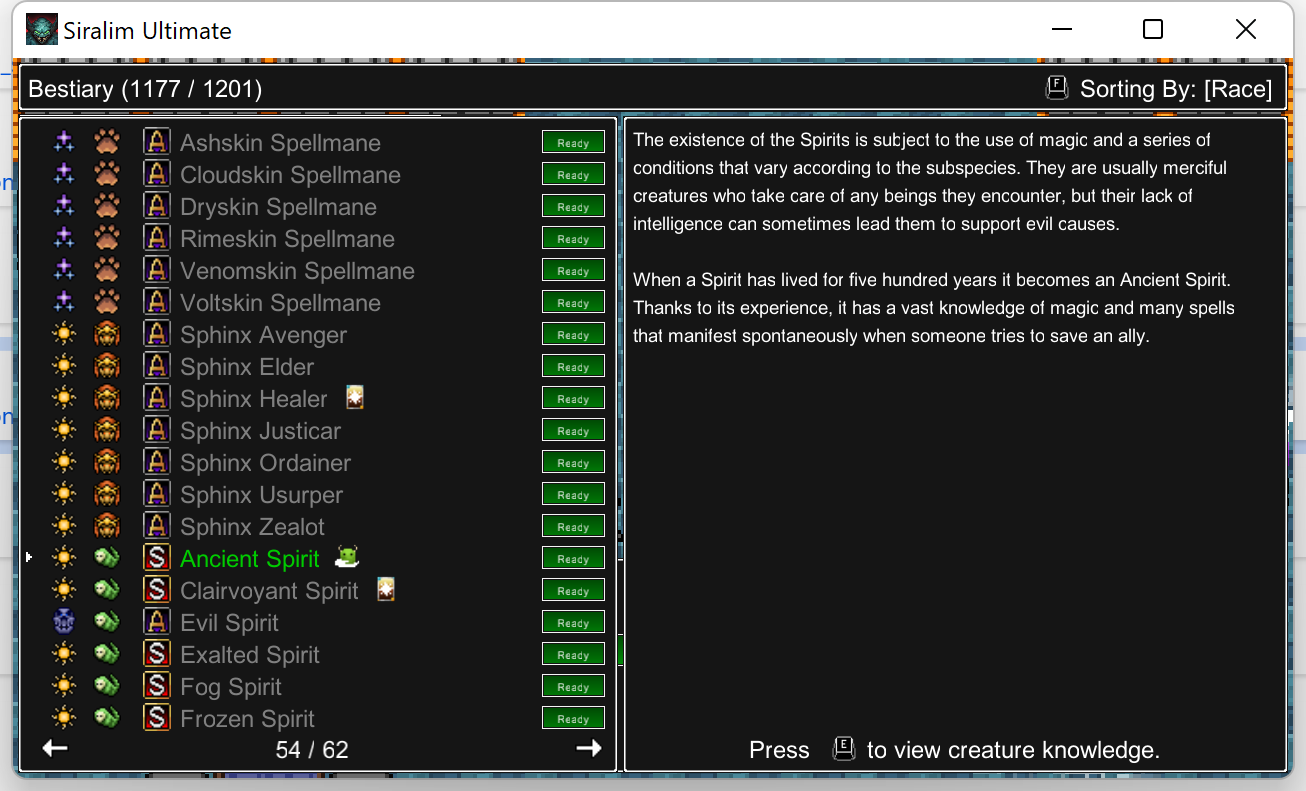 Siralim Ultimate
Bestiary (1177 / 1201)
F Sorting By: [Race]
A Ashskin Spellmane Ready
A Cloudskin Spellmane Ready
A Dryskin Spellmane Ready
A Rimeskin Spellmane Ready
A Venomskin Spellmane Ready
A Voltskin Spellmane Ready
A Sphinx Avenger Ready
A Sphinx Elder Ready
A Sphinx Healer Ready
A Sphinx Justicar Ready
A Sphinx Ordainer Ready
A Sphinx Usurper Ready
A Sphinx Zealot Ready
S Ancient Spirit Ready
S Clairvoyant Spirit Ready
A Evil Spirit Ready
S Exalted Spirit Ready
S Fog Spirit Ready
S Frozen Spirit Ready
54 / 62
The existence of the Spirits is subject to the use of magic and a series of
conditions that vary according to the subspecies. They are usually merciful
creatures who take care of any beings they encounter, but their lack of
intelligence can sometimes lead them to support evil causes.
When a Spirit has lived for five hundred years it becomes an Ancient Spirit.
Thanks to its experience, it has a vast knowledge of magic and many spells
that manifest spontaneously when someone tries to save an ally.
Press E to view creature knowledge.